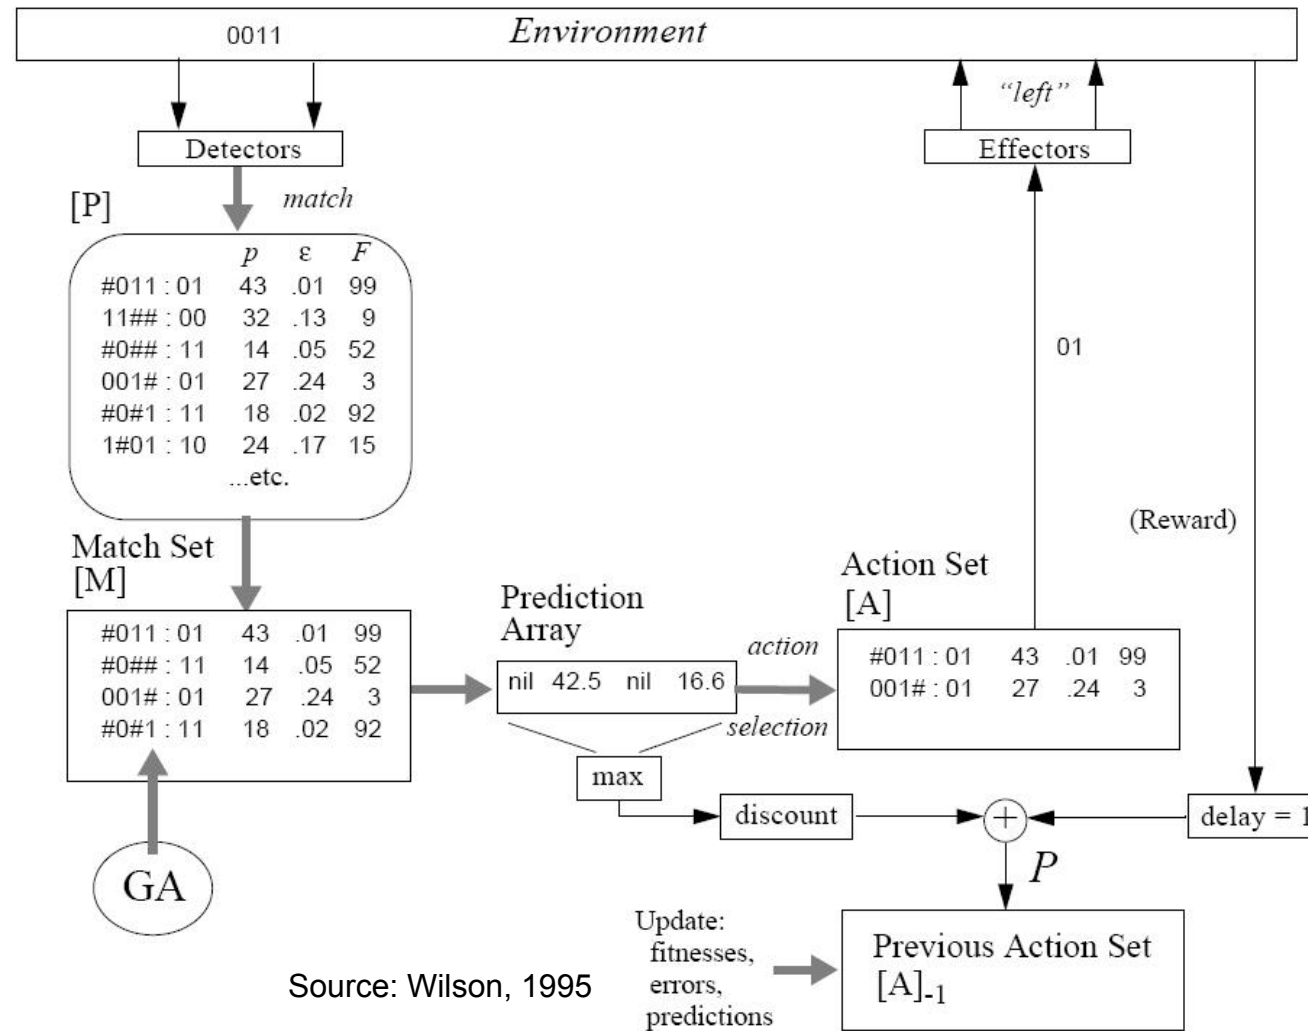 0011 Environment
"left"
Detectors
Effectors
[P] match
p ε F
#011 : 01 43 .01 99
11## : 00 32 .13 9
#0## : 11 14 .05 52
001# : 01 27 .24 3
#0#1 : 11 18 .02 92
1#01 : 10 24 .17 15
...etc.
01
(Reward)
Match Set
[M]
#011 : 01 43 .01 99
#0## : 11 14 .05 52
001# : 01 27 .24 3
#0#1 : 11 18 .02 92
Prediction
Array
nil 42.5 nil 16.6
action
selection
Action Set
[A]
#011 : 01 43 .01 99
001# : 01 27 .24 3
max
discount
+
delay = 1
P
GA
Update:
fitnesses,
errors,
predictions
Previous Action Set
[A]-1
Source: Wilson, 1995